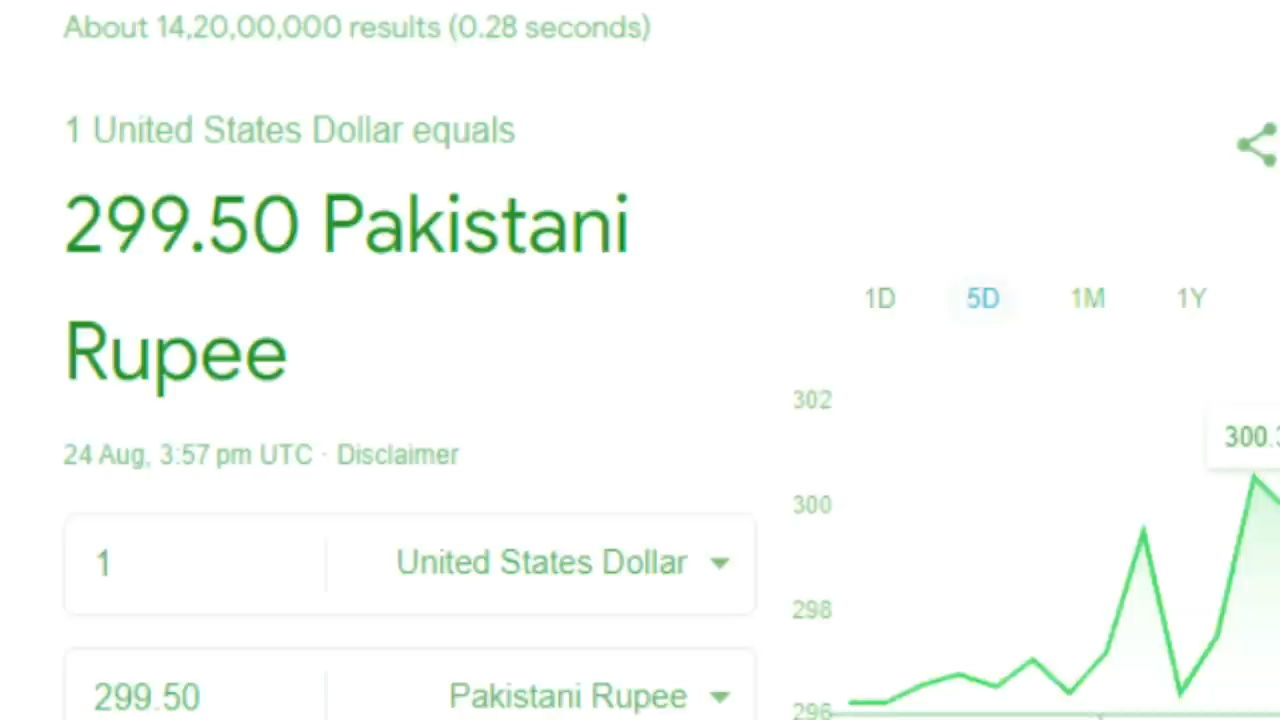 About 14,20,00,000 results (0.28 seconds)
1 United States Dollar equals
299.50 Pakistani
Rupee
24 Aug, 3:57 pm UTC · Disclaimer
1 United States Dollar
299.50 Pakistani Rupee
1D 5D 1M 1Y
302
300.3
300
298
296